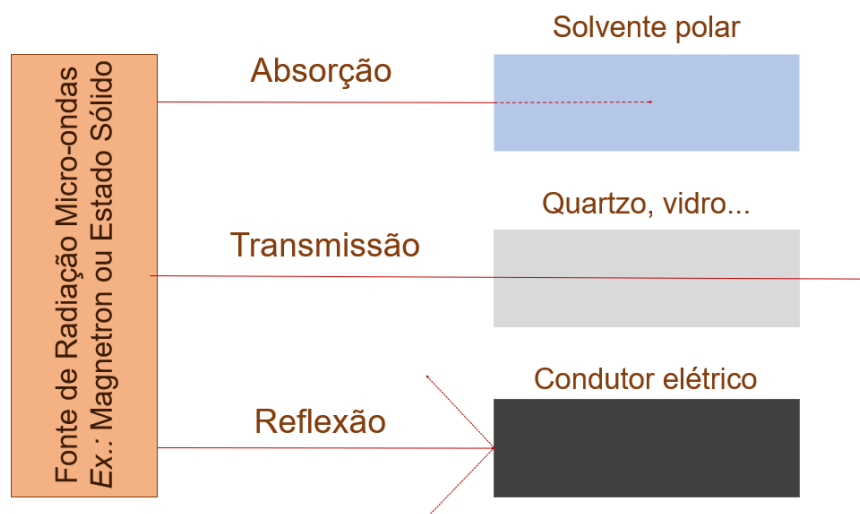 Fonte de Radiação Micro-ondas
Ex.: Magnetron ou Estado Sólido
Absorção
Solvente polar
Transmissão
Quartzo, vidro...
Reflexão
Condutor elétrico